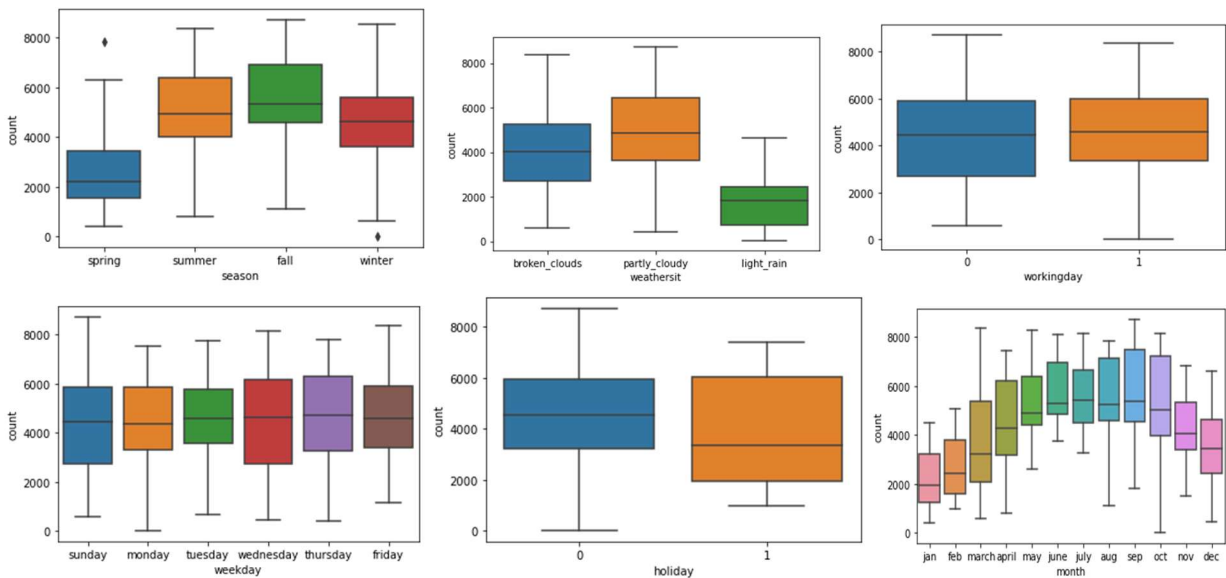 8000
6000
4000
2000
0
count
spring summer fall winter
season
8000
6000
4000
2000
0
count
broken_clouds partly_cloudy light_rain
weathersit
8000
6000
4000
2000
0
count
0 1
workingday
8000
6000
4000
2000
0
count
sunday monday tuesday wednesday thursday friday
weekday
8000
6000
4000
2000
0
count
0 1
holiday
8000
6000
4000
2000
0
count
jan feb march april may june july aug sep oct nov dec
month